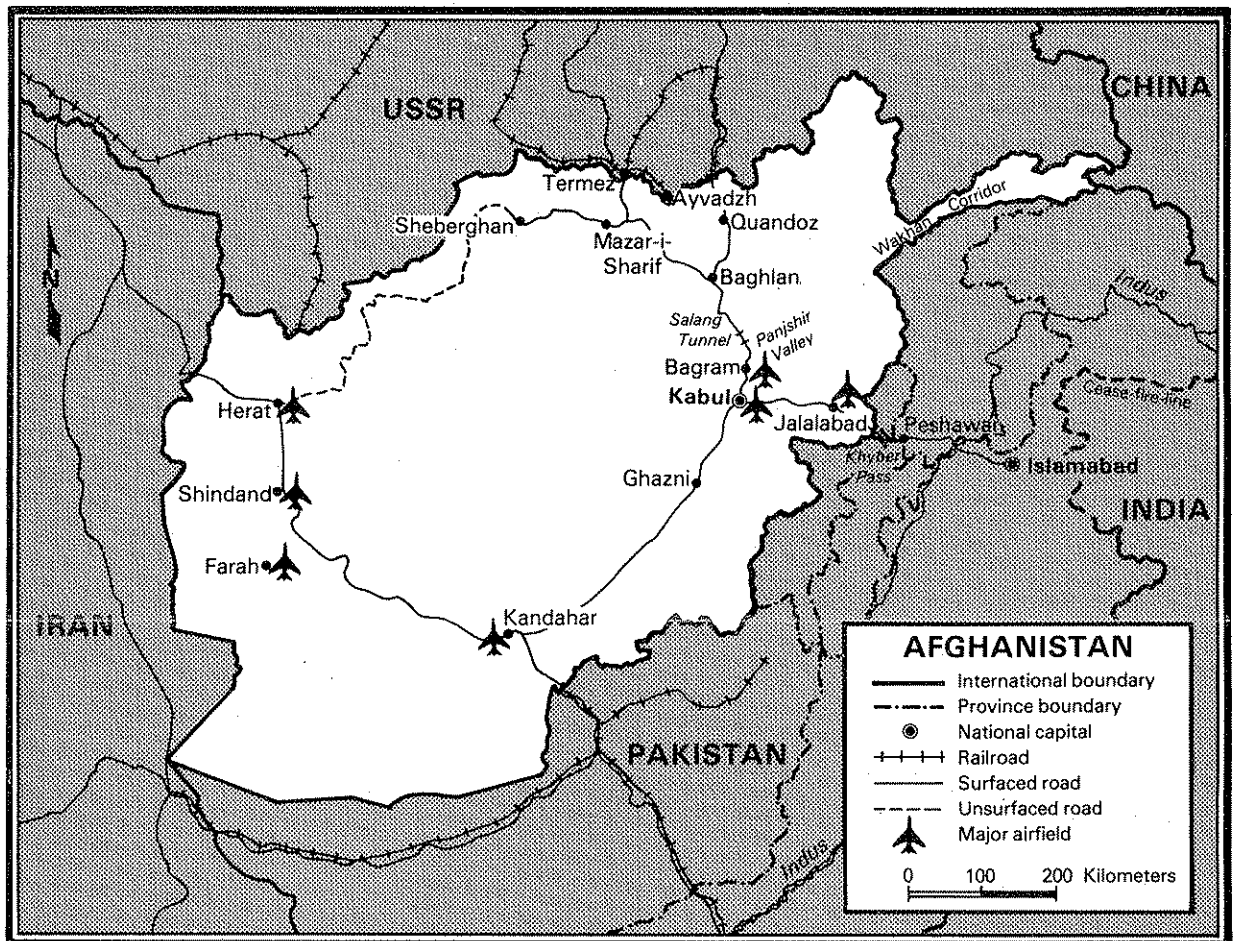 CHINA
USSR
Termez
Ayvadzh
Wakhan Corridor
Sheberghan
Quandoz
Mazar-i-
Sharif
Baghlan
Indus
N
Salang
Tunnel
Panjshir
Valley
Bagram
Cease-fire line
Kabul
Herat
Jalalabad
Peshawar
Khyber
Pass
Islamabad
Ghazni
Shindand
INDIA
Farah
IRAN
Kandahar
PAKISTAN
Indus
AFGHANISTAN
International boundary
Province boundary
National capital
Railroad
Surfaced road
Unsurfaced road
Major airfield
0 100 200 Kilometers